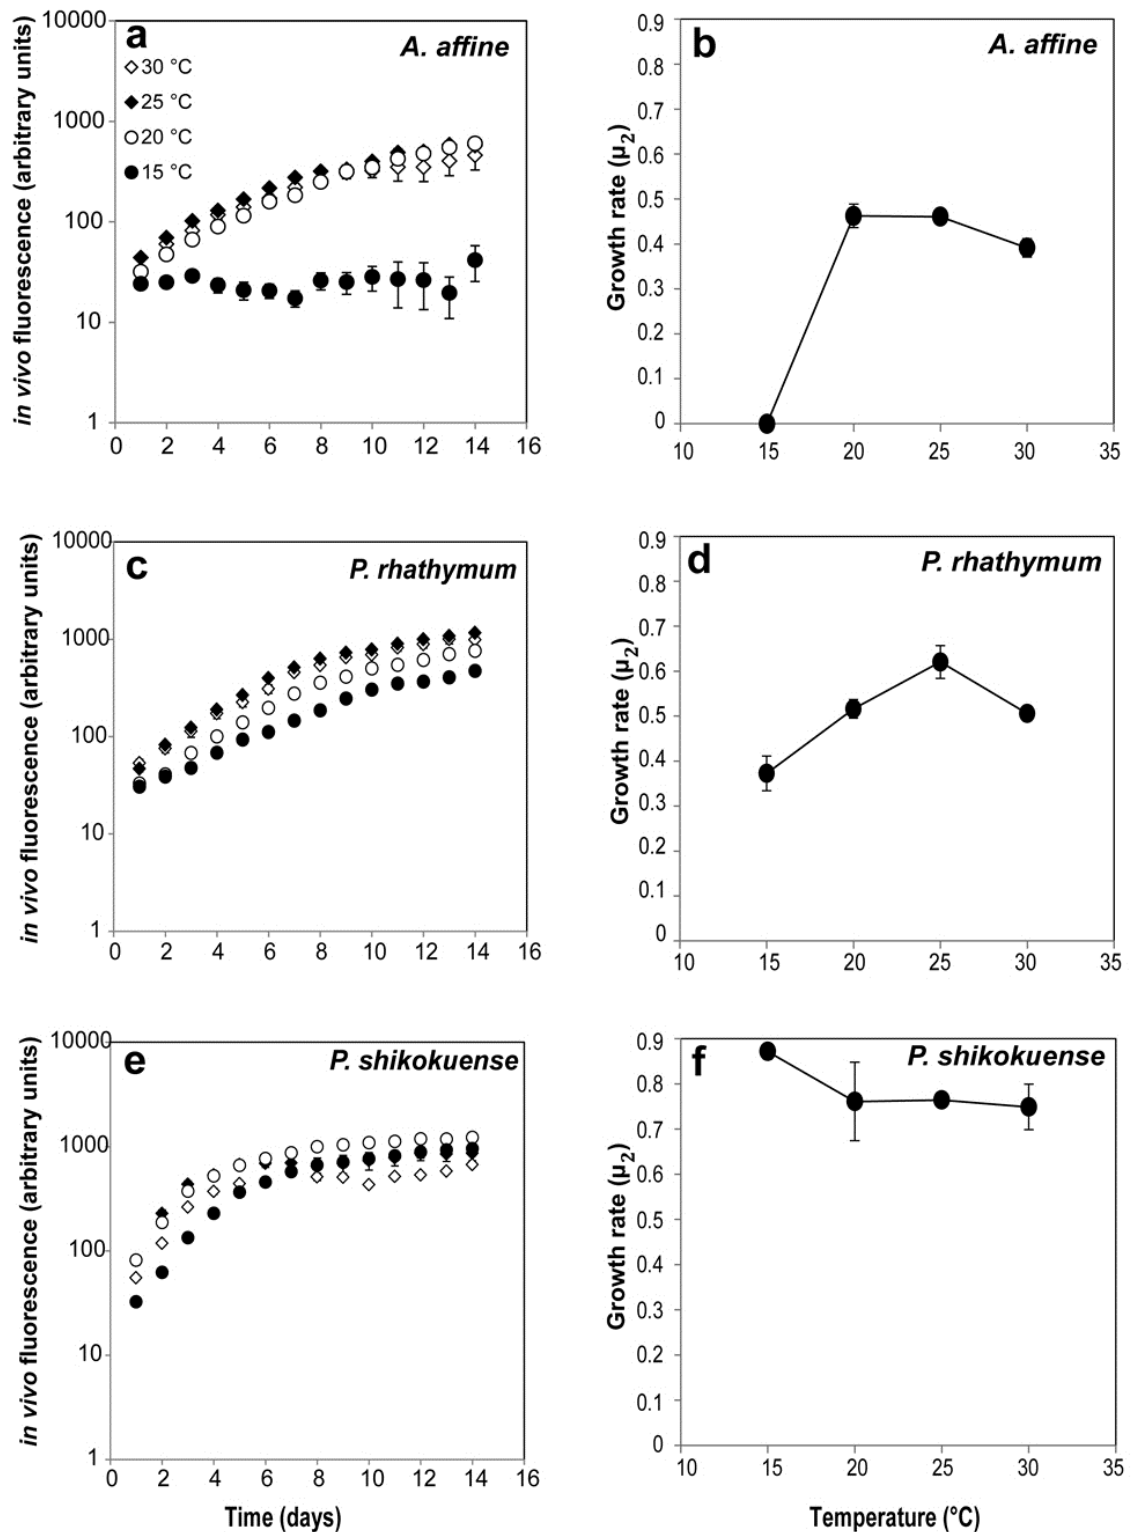 a
A. affine
30 °C
25 °C
20 °C
15 °C
in vivo fluorescence (arbitrary units)
10000
1000
100
10
1
0 2 4 6 8 10 12 14 16
b
A. affine
Growth rate (µ2)
0.9
0.8
0.7
0.6
0.5
0.4
0.3
0.2
0.1
0
10 15 20 25 30 35
c
P. rhathymum
in vivo fluorescence (arbitrary units)
10000
1000
100
10
1
0 2 4 6 8 10 12 14 16
d
P. rhathymum
Growth rate (µ2)
0.9
0.8
0.7
0.6
0.5
0.4
0.3
0.2
0.1
0
10 15 20 25 30 35
e
P. shikokuense
in vivo fluorescence (arbitrary units)
10000
1000
100
10
1
0 2 4 6 8 10 12 14 16
Time (days)
f
P. shikokuense
Growth rate (µ2)
0.9
0.8
0.7
0.6
0.5
0.4
0.3
0.2
0.1
0
10 15 20 25 30 35
Temperature (°C)